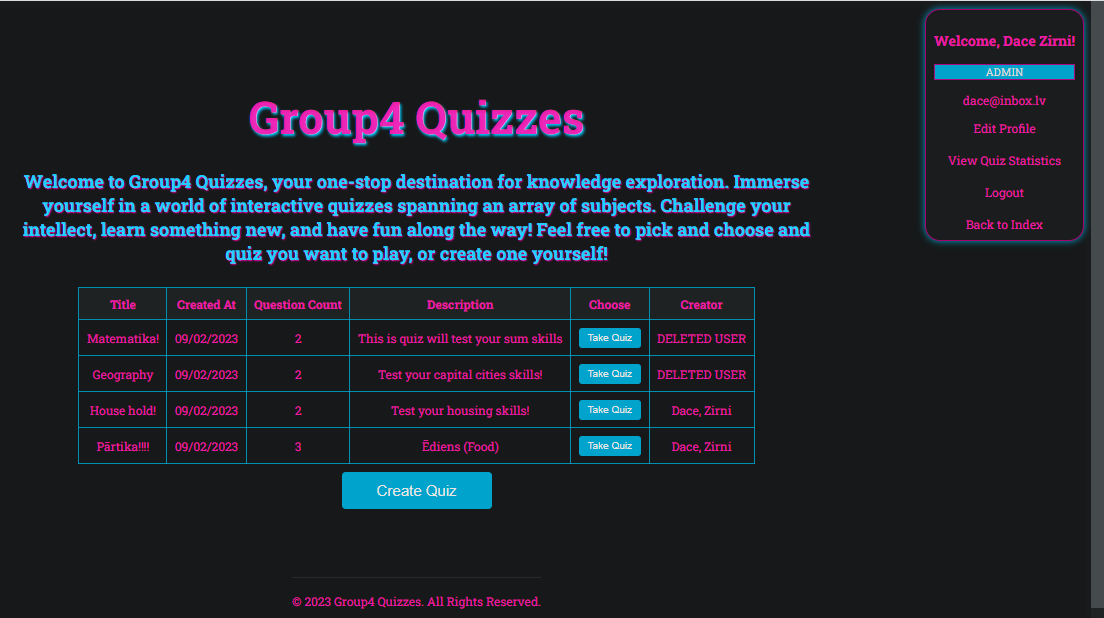 Welcome, Dace Zirni!
ADMIN
dace@inbox.lv
Edit Profile
View Quiz Statistics
Logout
Back to Index
Group4 Quizzes
Welcome to Group4 Quizzes, your one-stop destination for knowledge exploration. Immerse
yourself in a world of interactive quizzes spanning an array of subjects. Challenge your
intellect, learn something new, and have fun along the way! Feel free to pick and choose and
quiz you want to play, or create one yourself!
Title Created At Question Count Description Choose Creator
Matematika! 09/02/2023 2 This is quiz will test your sum skills Take Quiz DELETED USER
Geography 09/02/2023 2 Test your capital cities skills! Take Quiz DELETED USER
House hold! 09/02/2023 2 Test your housing skills! Take Quiz Dace, Zirni
Pārtika!!!! 09/02/2023 3 Ēdiens (Food) Take Quiz Dace, Zirni
Create Quiz
© 2023 Group4 Quizzes. All Rights Reserved.